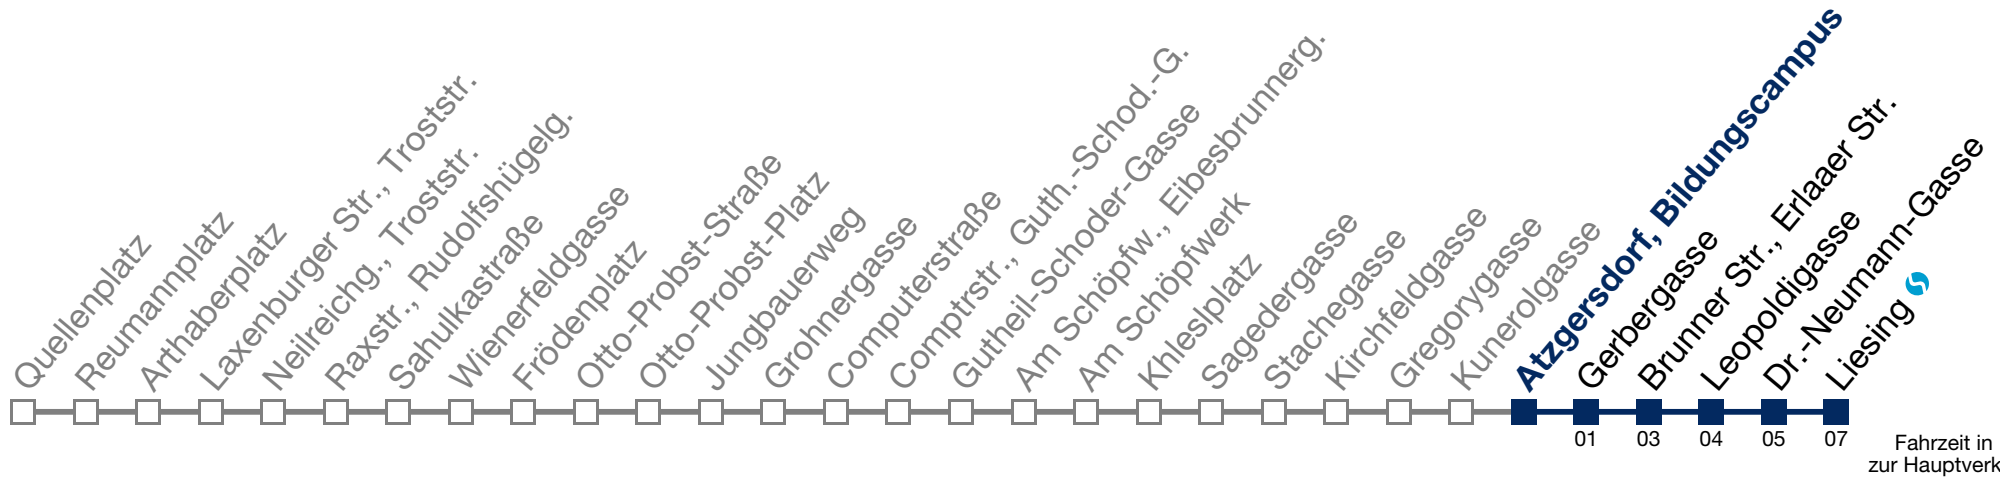 Quellenplatz
Reumannplatz
Arthaberplatz
Laxenburger Str., Troststr.
Neilreichg., Troststr.
Raxstr., Rudolfshügelg.
Sahulkastraße
Wienerfeldgasse
Frödenplatz
Otto-Probst-Straße
Otto-Probst-Platz
Jungbauerweg
Grohnergasse
Computerstraße
Comptrstr., Guth.-Schod.-G.
Gutheil-Schoder-Gasse
Am Schöpfw., Eibesbrunnerg.
Am Schöpfwerk
Khleslplatz
Sagedergasse
Stachegasse
Kirchfeldgasse
Gregorygasse
Kunerolgasse
Atzgersdorf, Bildungscampus
Gerbergasse
Brunner Str., Erlaaer Str.
Leopoldigasse
Dr.-Neumann-Gasse
Liesing
01 03 04 05 07
Fahrzeit in
zur Hauptverk